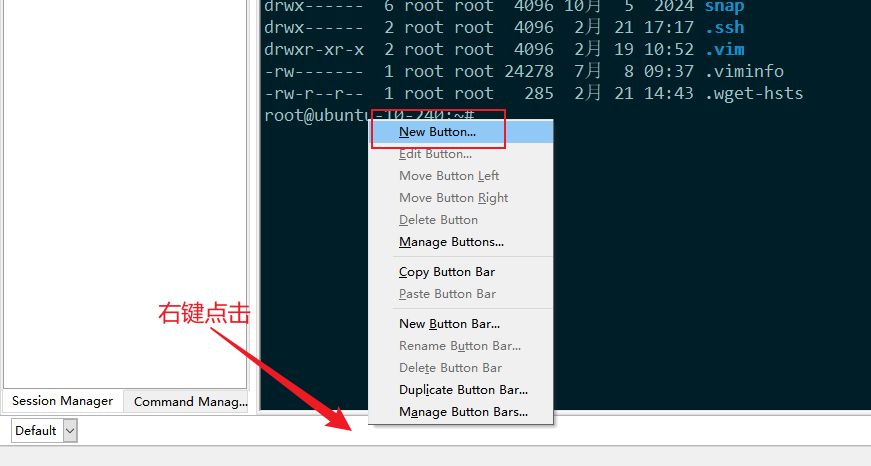 drwx------ 6 root root 4096 10月 5 2024 snap
drwx------ 2 root root 4096 2月 21 17:17 .ssh
drwxr-xr-x 2 root root 4096 2月 19 10:52 .vim
-rw------- 1 root root 24278 7月 8 09:37 .viminfo
-rw-r--r-- 1 root root 285 2月 21 14:43 .wget-hsts
root@ubuntu-10-240:~#
New Button...
Edit Button...
Move Button Left
Move Button Right
Delete Button
Manage Buttons...
Copy Button Bar
Paste Button Bar
New Button Bar...
Rename Button Bar...
Delete Button Bar
Duplicate Button Bar...
Manage Button Bars...
右键点击
Session Manager
Command Manag...
Default